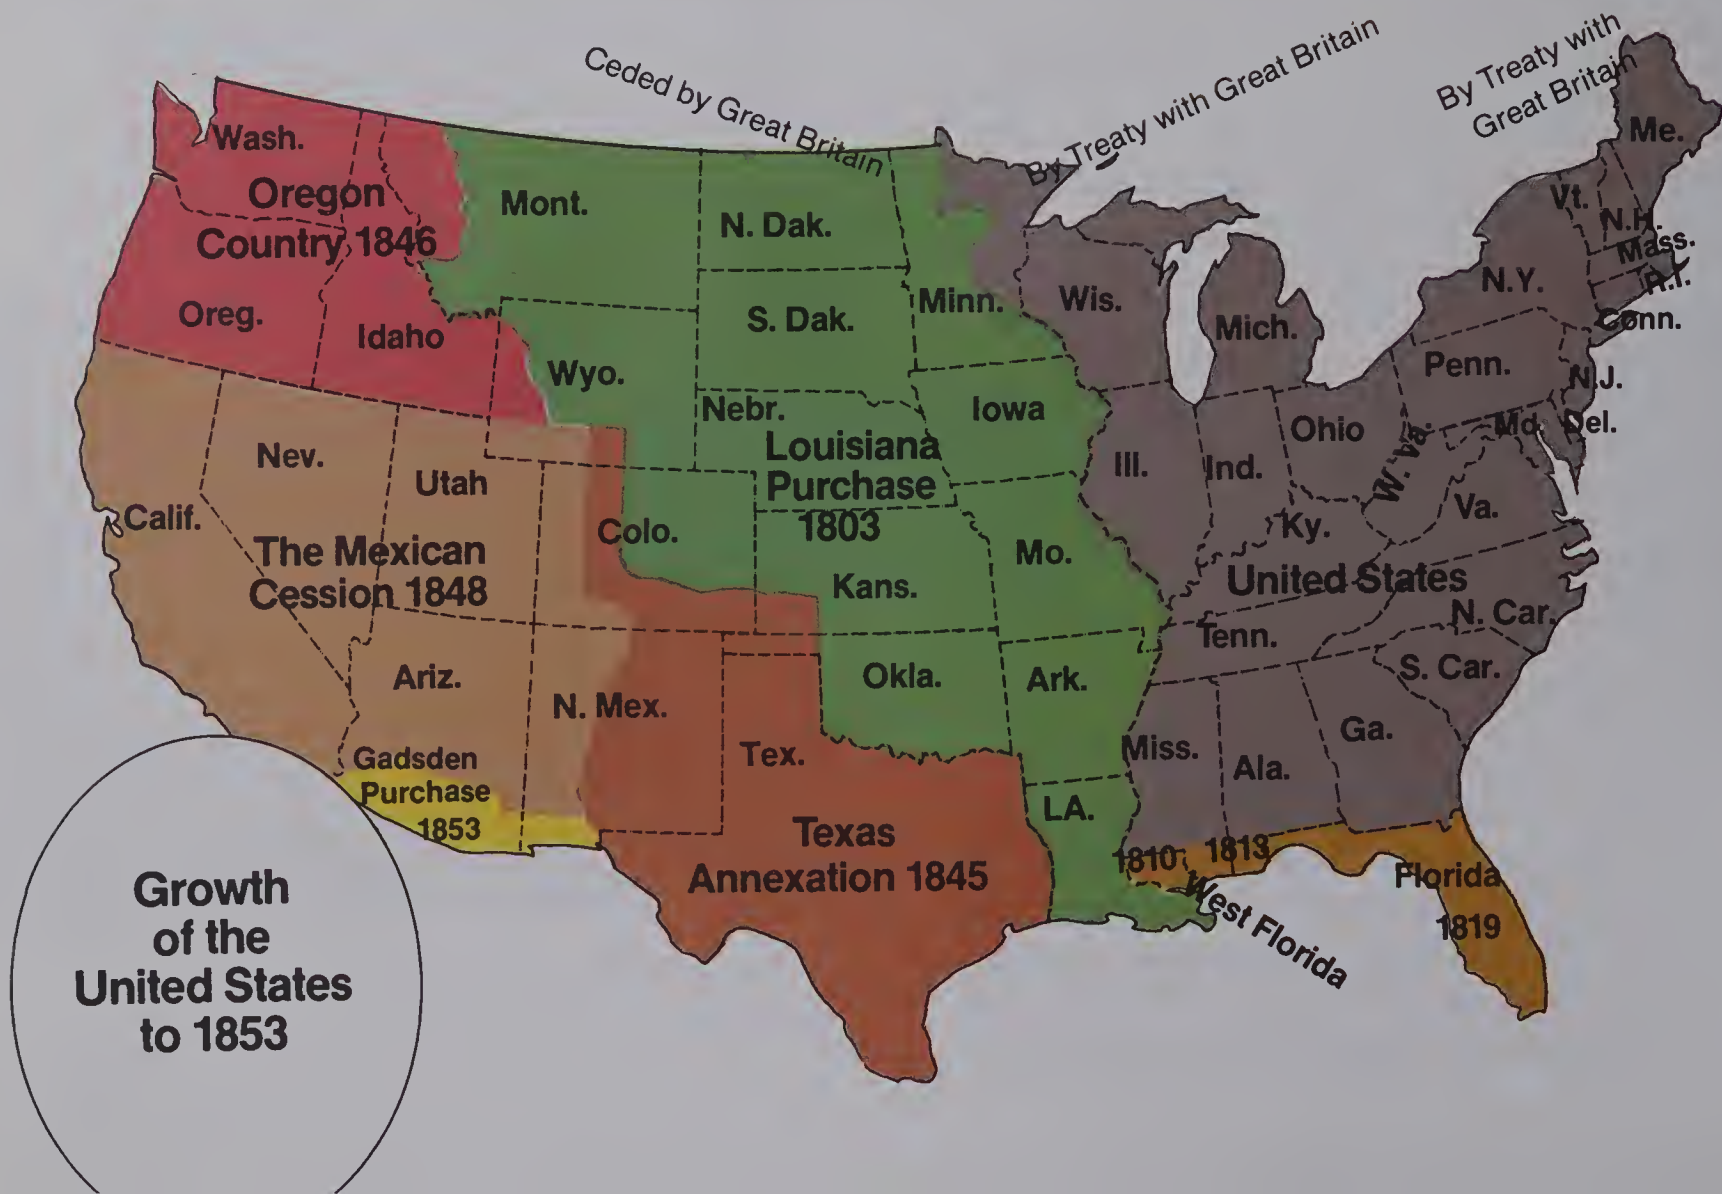 Ceded by Great Britain
By Treaty with Great Britain
By Treaty with
Great Britain
Wash.
Oregon
Country 1846
Oreg.
Idaho
Mont.
N. Dak.
S. Dak.
Minn.
Wis.
Mich.
Me.
Vt.
N.H.
Mass.
R.I.
Conn.
N.Y.
Penn.
N.J.
Md.
Del.
Wyo.
Nebr.
Iowa
Louisiana
Purchase
1803
Ill.
Ind.
Ohio
W. Va.
Va.
Ky.
Nev.
Utah
Calif.
The Mexican
Cession 1848
Colo.
Kans.
Mo.
United States
N. Car.
Tenn.
S. Car.
Ariz.
N. Mex.
Okla.
Ark.
Tex.
Miss.
Ala.
Ga.
Gadsden
Purchase
1853
LA.
Texas
Annexation 1845
1810
1813
West Florida
Florida
1819
Growth
of the
United States
to 1853